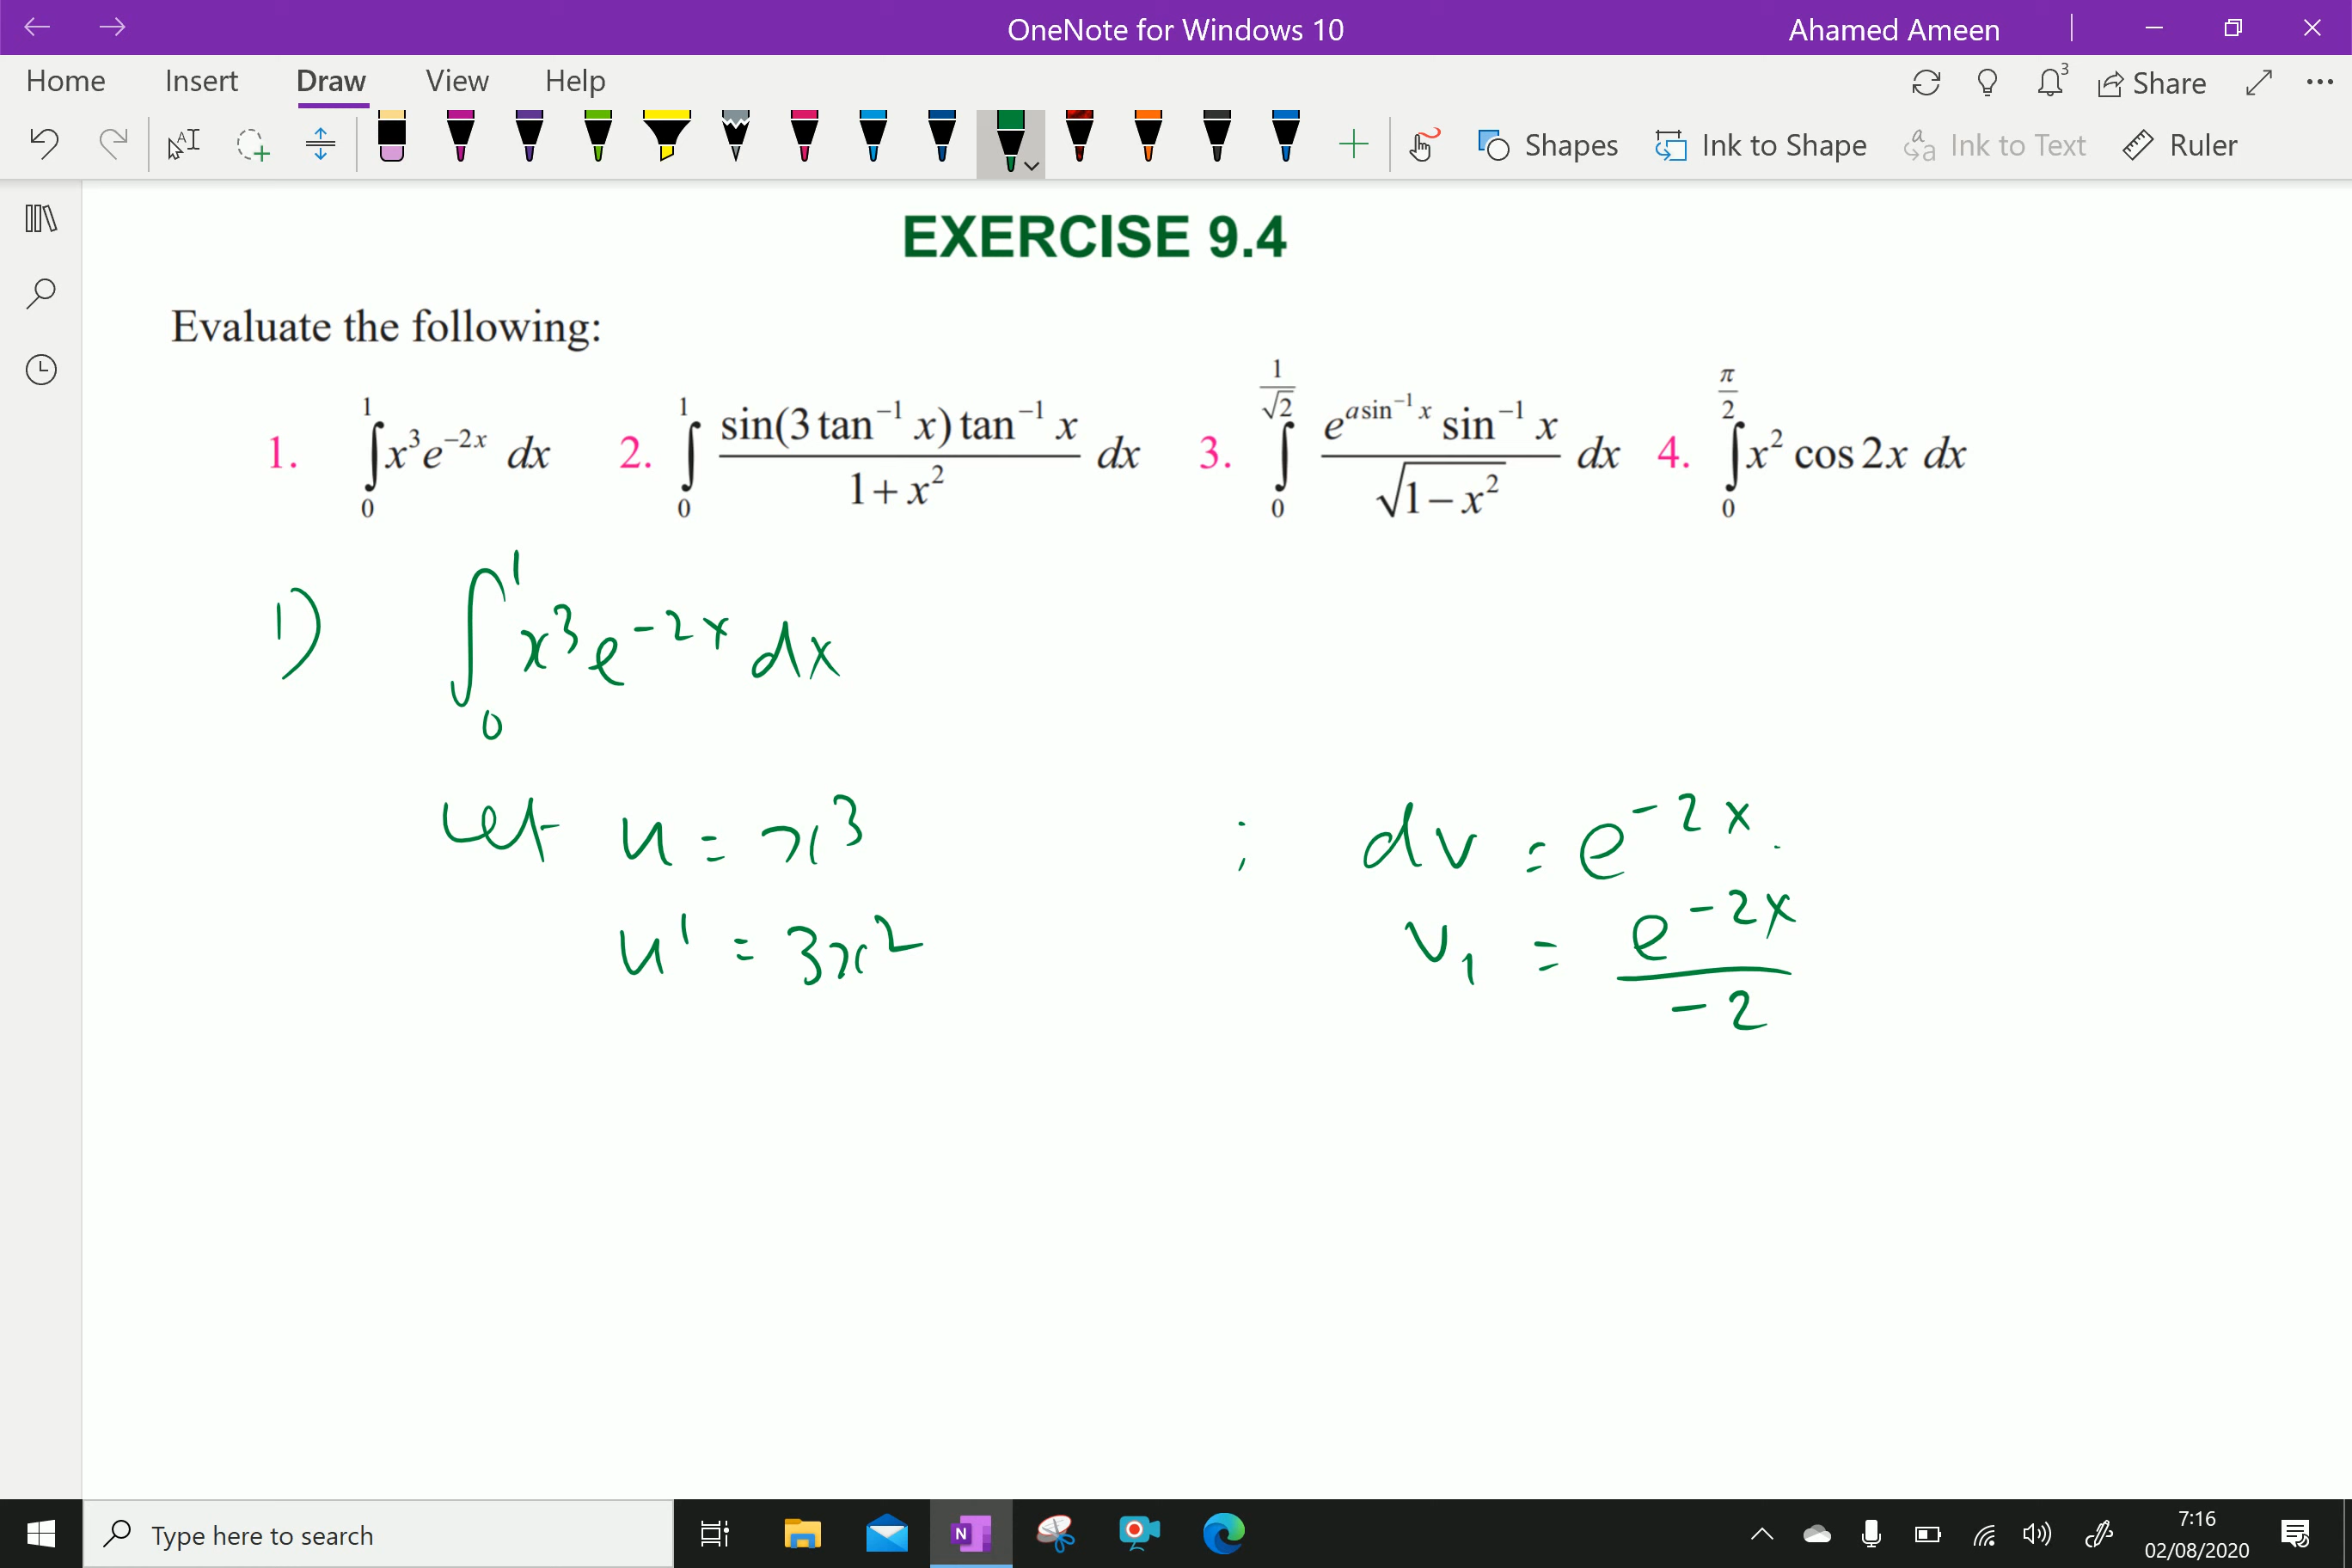 OneNote for Windows 10 Ahamed Ameen
Home Insert Draw View Help 3 Share
Shapes Ink to Shape Ink to Text Ruler
EXERCISE 9.4
Evaluate the following:
1. ∫₀¹ x³e⁻²ˣ dx 2. ∫₀¹ sin(3 tan⁻¹ x) tan⁻¹ x / (1 + x²) dx 3. ∫₀^(1/√2) e^(a sin⁻¹ x) sin⁻¹ x / √(1 − x²) dx 4. ∫₀^(π/2) x² cos 2x dx
1) ∫₀¹ x³e⁻²ˣ dx
let u = x³ ; dv = e⁻²ˣ.
u' = 3x² v₁ = e⁻²ˣ / −2
Type here to search
7:16
02/08/2020